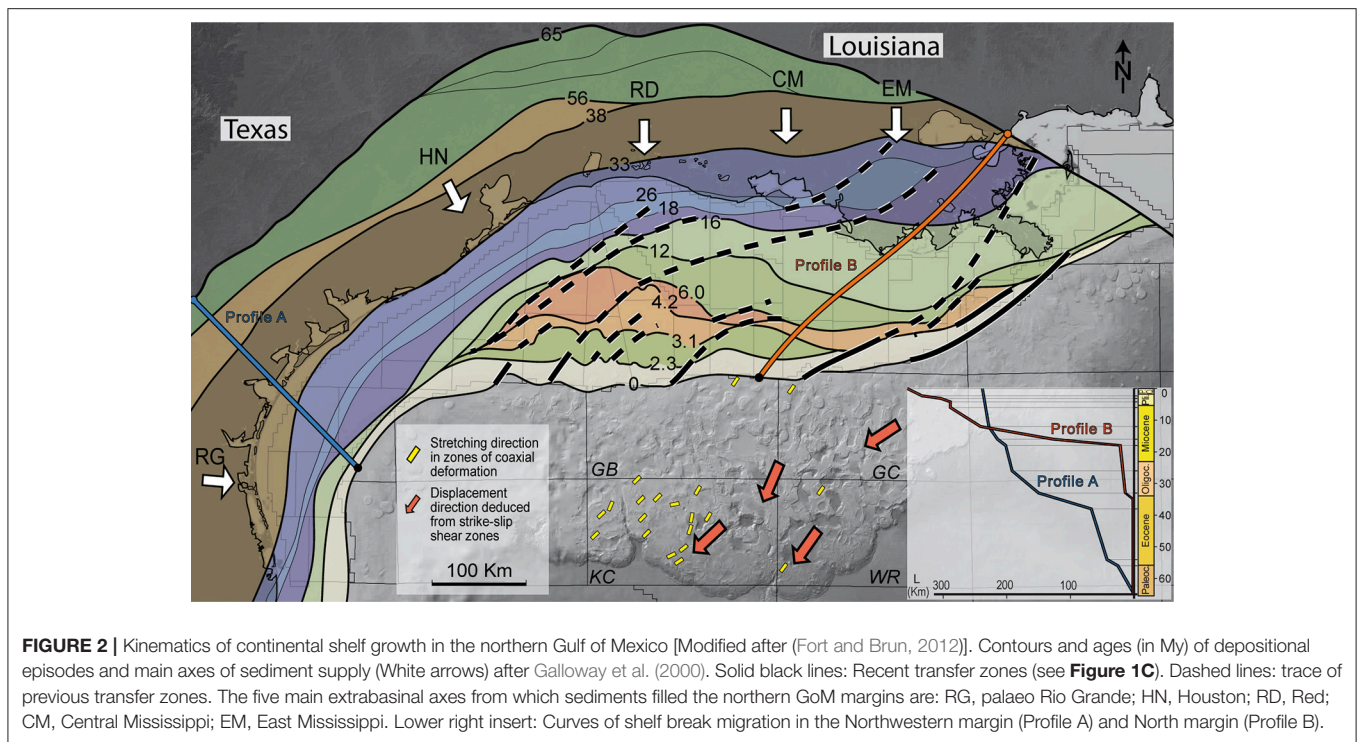 Louisiana
Texas
N
65
56
38
33
26
18
16
12
6.0
4.2
3.1
2.3
0
HN
RD
CM
EM
RG
Profile A
Profile B
GB
GC
KC
WR
Stretching direction
in zones of coaxial
deformation
Displacement
direction deduced
from strike-slip
shear zones
100 Km
Profile B
Profile A
L
(Km)
300
200
100
0
10
20
30
40
50
60
Pli.
Miocene
Oligoc.
Eocene
Paleoc.
FIGURE 2 | Kinematics of continental shelf growth in the northern Gulf of Mexico [Modified after (Fort and Brun, 2012)]. Contours and ages (in My) of depositional
episodes and main axes of sediment supply (White arrows) after Galloway et al. (2000). Solid black lines: Recent transfer zones (see Figure 1C). Dashed lines: trace of
previous transfer zones. The five main extrabasinal axes from which sediments filled the northern GoM margins are: RG, palaeo Rio Grande; HN, Houston; RD, Red;
CM, Central Mississippi; EM, East Mississippi. Lower right insert: Curves of shelf break migration in the Northwestern margin (Profile A) and North margin (Profile B).